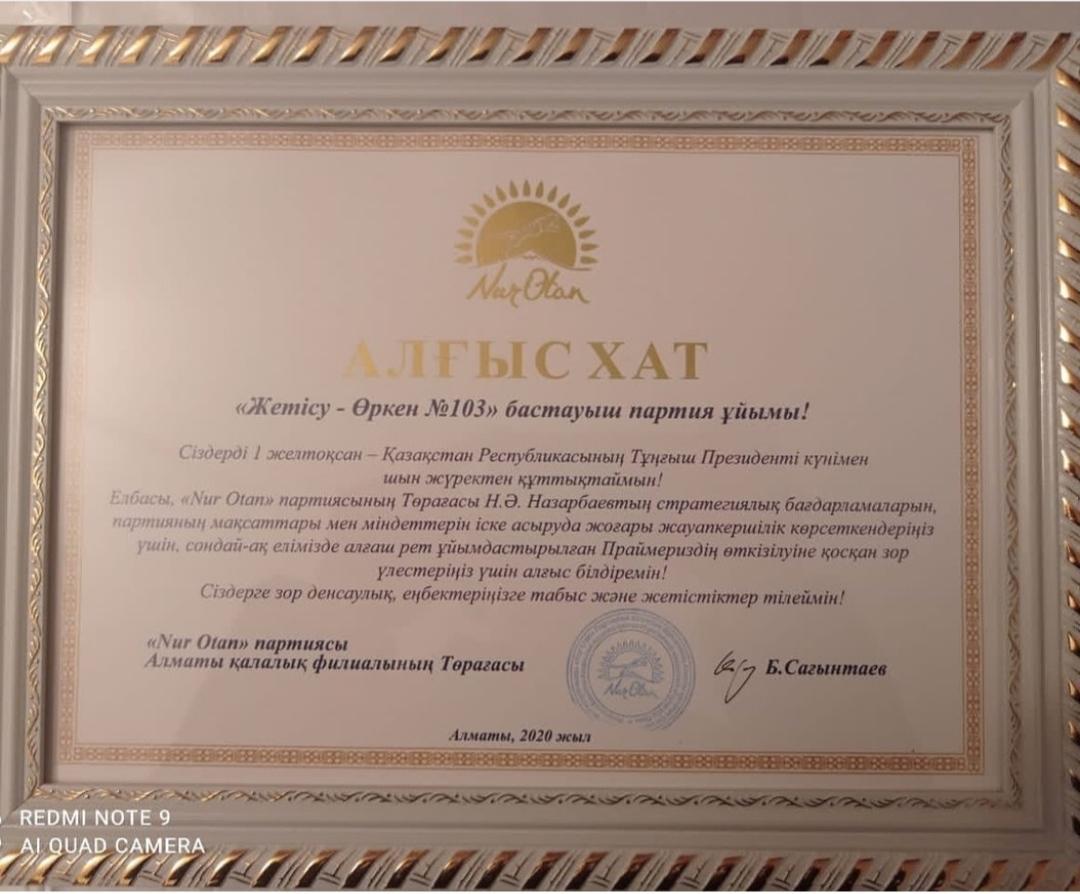 Nur Otan
АЛҒЫС ХАТ
«Жетісу - Өркен №103» бастауыш партия ұйымы!
Сіздерді 1 желтоқсан – Қазақстан Республикасының Тұңғыш Президенті күнімен
шын жүректен құттықтаймын!
Елбасы, «Nur Otan» партиясының Төрағасы Н.Ә. Назарбаевтың стратегиялық бағдарламаларын,
партияның мақсаттары мен міндеттерін іске асыруда жоғары жауапкершілік көрсеткендеріңіз
үшін, сондай-ақ елімізде алғаш рет ұйымдастырылған Праймериздің өткізілуіне қосқан зор
үлестеріңіз үшін алғыс білдіремін!
Сіздерге зор денсаулық, еңбектеріңізге табыс және жетістіктер тілеймін!
«Nur Otan» партиясы
Алматы қалалық филиалының Төрағасы
Nur Otan
Б.Сағынтаев
Алматы, 2020 жыл
REDMI NOTE 9
AI QUAD CAMERA